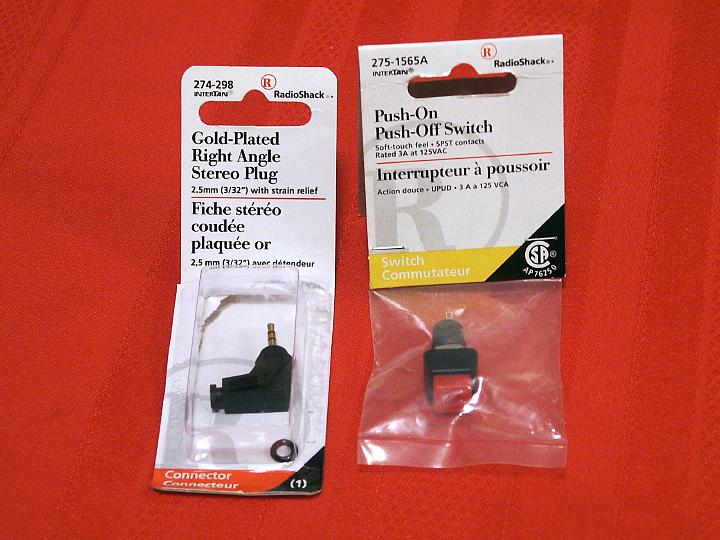 274-298
INTERTAN®
R
RadioShack®
Gold-Plated
Right Angle
Stereo Plug
2.5mm (3/32") with strain relief
Fiche stéréo
coudée
plaquée or
2,5 mm (3/32") avec détendeur
Connector
Connecteur
(1)
275-1565A
INTERTAN®
R
RadioShack®
Push-On
Push-Off Switch
Soft-touch feel • SPST contacts
Rated 3A at 125VAC
Interrupteur à poussoir
Action douce • UPUD • 3 A à 125 VCA
R
Switch
Commutateur
CSA
AP76250